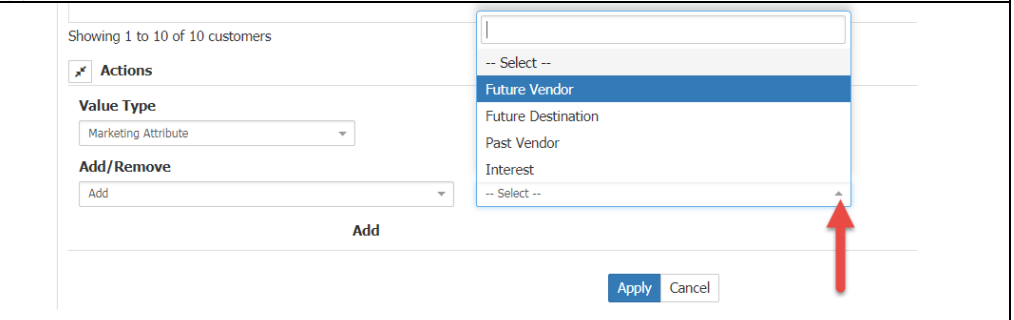 Showing 1 to 10 of 10 customers
Actions
Value Type
Marketing Attribute
Add/Remove
Add
-- Select --
Future Vendor
Future Destination
Past Vendor
Interest
-- Select --
Add
Apply Cancel